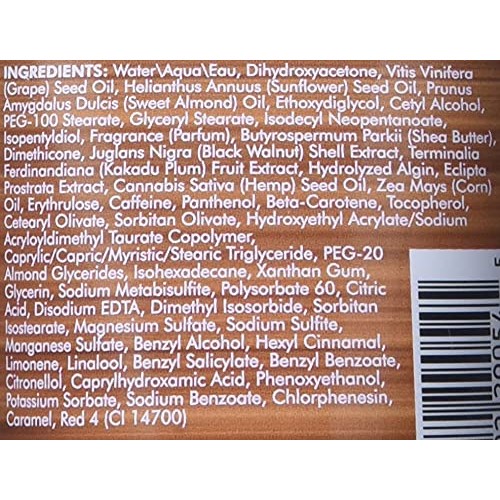 INGREDIENTS: Water\Aqua\Eau, Dihydroxyacetone, Vitis Vinifera
(Grape) Seed Oil, Helianthus Annuus (Sunflower) Seed Oil, Prunus
Amygdalus Dulcis (Sweet Almond) Oil, Ethoxydiglycol, Cetyl Alcohol,
PEG-100 Stearate, Glyceryl Stearate, Isodecyl Neopentanoate,
Isopentyldiol, Fragrance (Parfum), Butyrospermum Parkii (Shea Butter),
Dimethicone, Juglans Nigra (Black Walnut) Shell Extract, Terminalia
Ferdinandiana (Kakadu Plum) Fruit Extract, Hydrolyzed Algin, Eclipta
Prostrata Extract, Cannabis Sativa (Hemp) Seed Oil, Zea Mays (Corn)
Oil, Erythrulose, Caffeine, Panthenol, Beta-Carotene, Tocopherol,
Cetearyl Olivate, Sorbitan Olivate, Hydroxyethyl Acrylate/Sodium
Acryloyldimethyl Taurate Copolymer,
Caprylic/Capric/Myristic/Stearic Triglyceride, PEG-20
Almond Glycerides, Isohexadecane, Xanthan Gum,
Glycerin, Sodium Metabisulfite, Polysorbate 60, Citric
Acid, Disodium EDTA, Dimethyl Isosorbide, Sorbitan
Isostearate, Magnesium Sulfate, Sodium Sulfite,
Manganese Sulfate, Benzyl Alcohol, Hexyl Cinnamal,
Limonene, Linalool, Benzyl Salicylate, Benzyl Benzoate,
Citronellol, Caprylhydroxamic Acid, Phenoxyethanol,
Potassium Sorbate, Sodium Benzoate, Chlorphenesin,
Caramel, Red 4 (CI 14700)